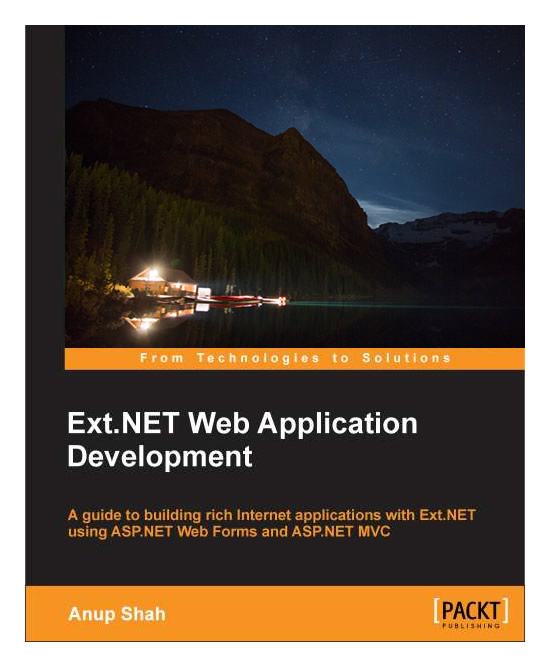 From Technologies to Solutions
Ext.NET Web Application
Development
A guide to building rich Internet applications with Ext.NET
using ASP.NET Web Forms and ASP.NET MVC
Anup Shah
[PACKT]
PUBLISHING